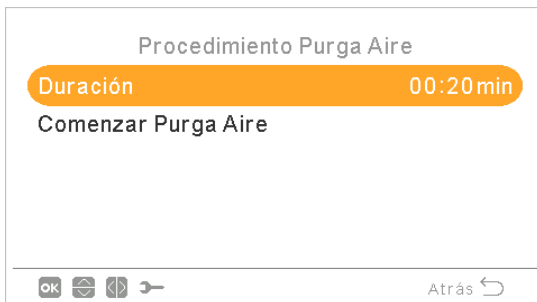 Procedimiento Purga Aire
Duración 00:20min
Comenzar Purga Aire
OK Atrás